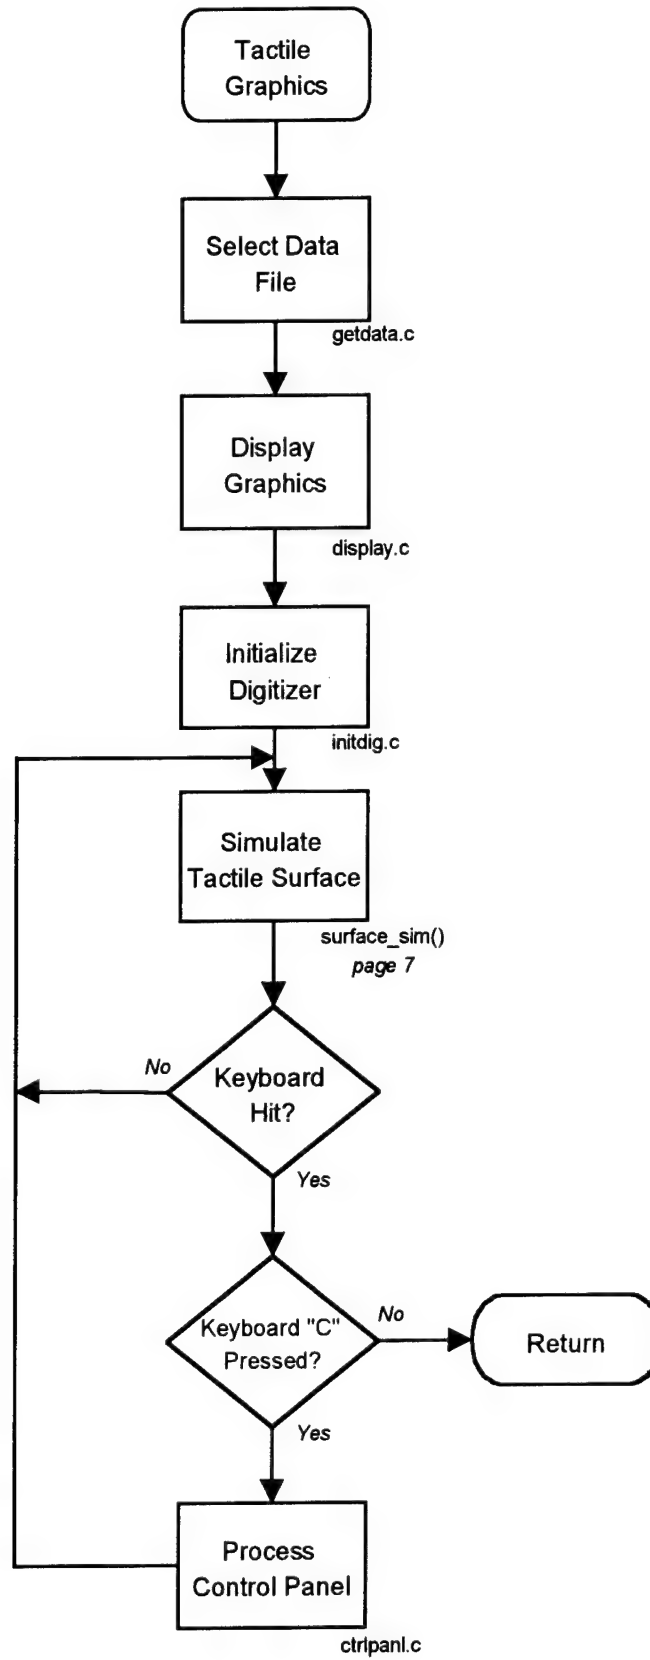 Tactile
Graphics
Select Data
File
getdata.c
Display
Graphics
display.c
Initialize
Digitizer
initdig.c
Simulate
Tactile Surface
surface_sim()
page 7
No
Keyboard
Hit?
Yes
Keyboard "C"
Pressed?
No
Return
Yes
Process
Control Panel
ctrlpanl.c